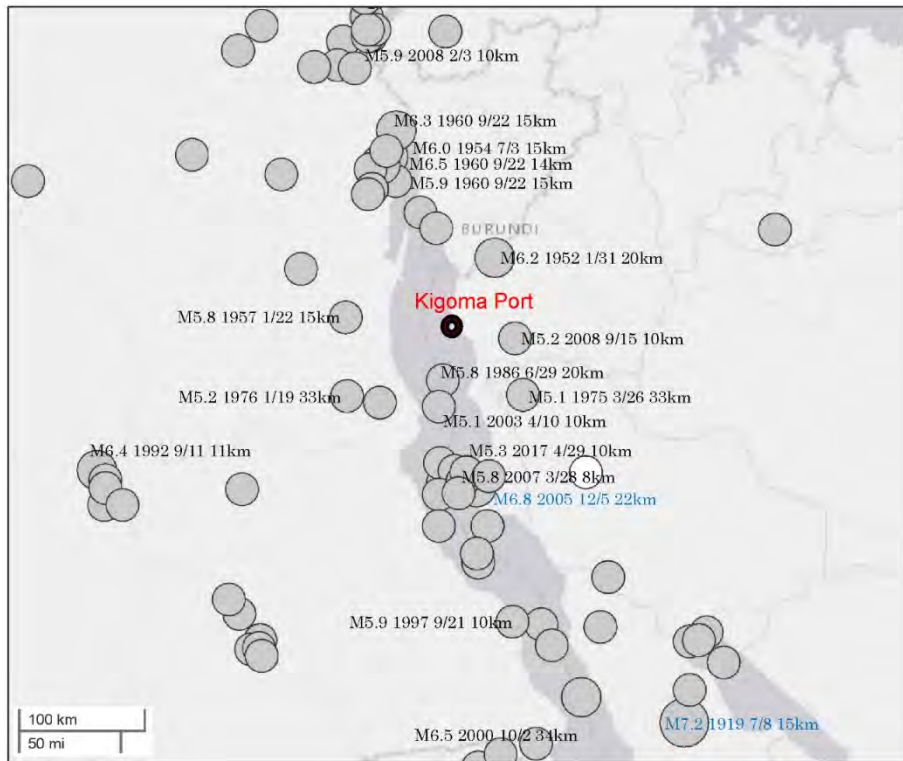 M5.9 2008 2/3 10km
M6.3 1960 9/22 15km
M6.0 1954 7/3 15km
M6.5 1960 9/22 14km
M5.9 1960 9/22 15km
BURUNDI
M6.2 1952 1/31 20km
Kigoma Port
M5.8 1957 1/22 15km
M5.2 2008 9/15 10km
M5.8 1986 6/29 20km
M5.2 1976 1/19 33km
M5.1 1975 3/26 33km
M5.1 2003 4/10 10km
M6.4 1992 9/11 11km
M5.3 2017 4/29 10km
M5.8 2007 3/28 8km
M6.8 2005 12/5 22km
M5.9 1997 9/21 10km
100 km
50 mi
M7.2 1919 7/8 15km
M6.5 2000 10/2 34km